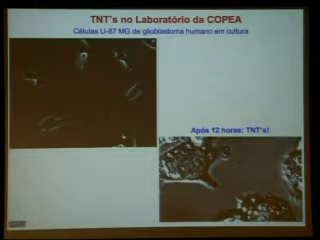 TNT's no Laboratório da COPEA
Células U-87 MG de glioblastoma humano em cultura
Após 12 horas: TNT's!